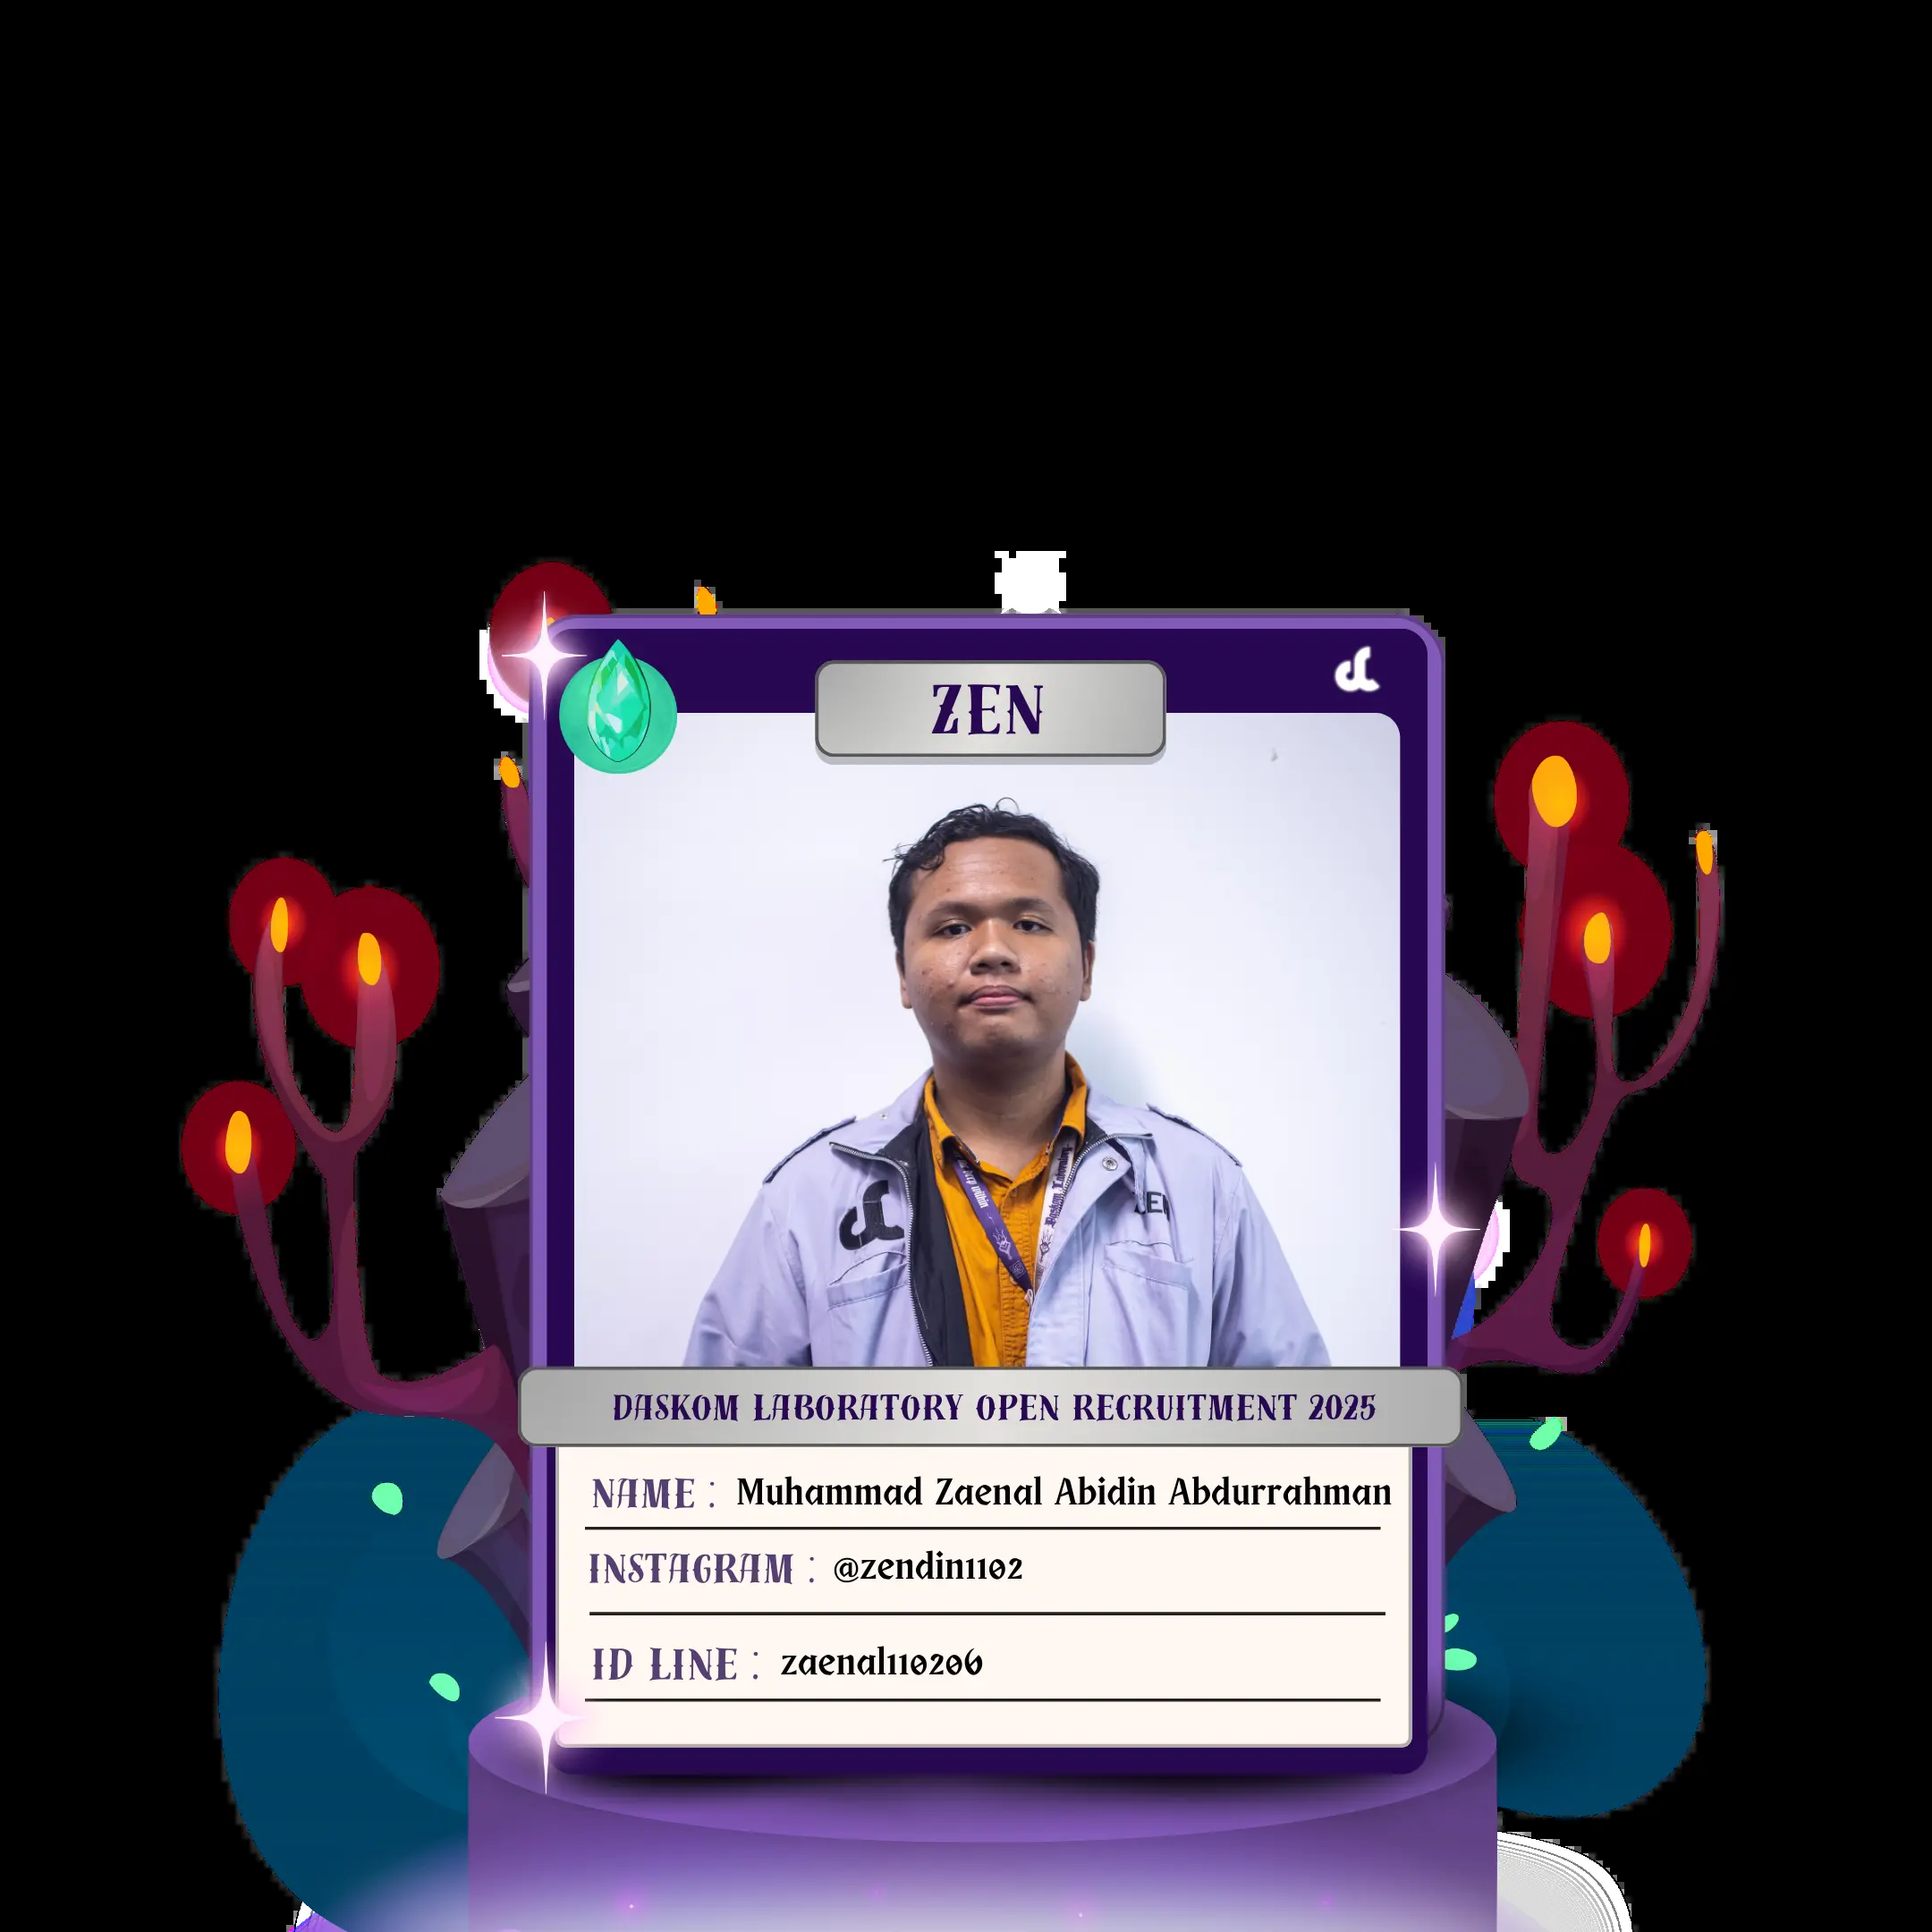 ZEN
DASKOM LABORATORY OPEN RECRUITMENT 2025
NAME : Muhammad Zaenal Abidin Abdurrahman
INSTAGRAM : @zendin1102
ID LINE : zaenal110206